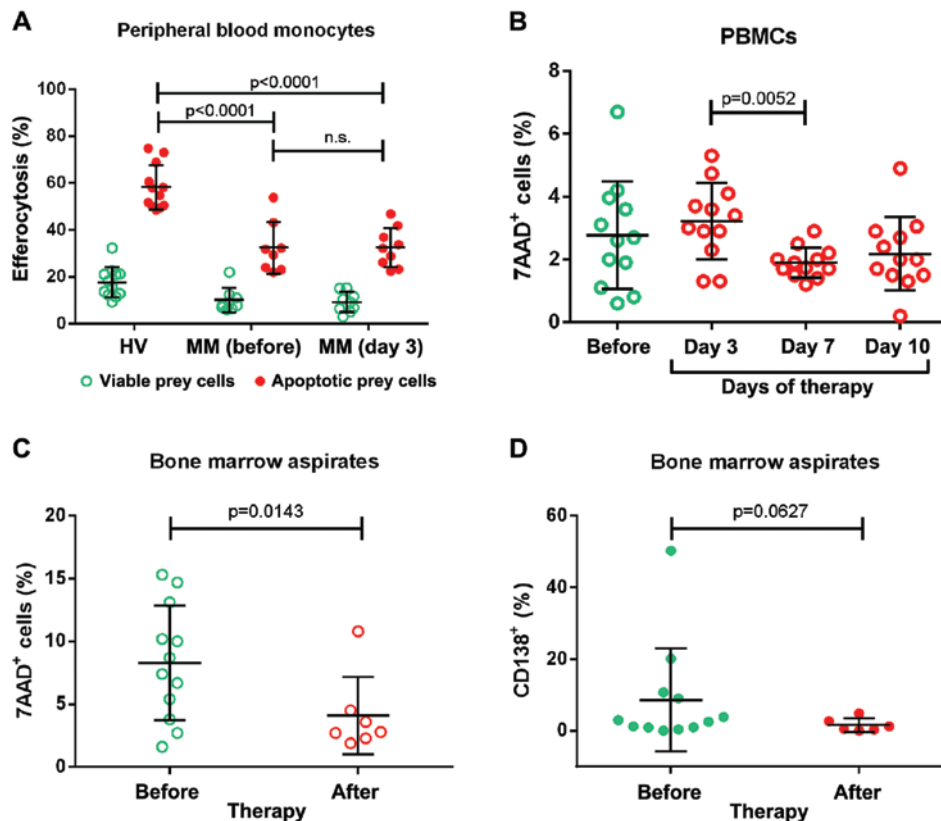 A
Peripheral blood monocytes
Efferocytosis (%)
100
80
60
40
20
0
p<0.0001
p<0.0001
n.s.
HV MM (before) MM (day 3)
Viable prey cells Apoptotic prey cells
B
PBMCs
7AAD+ cells (%)
8
6
4
2
0
p=0.0052
Before Day 3 Day 7 Day 10
Days of therapy
C
Bone marrow aspirates
7AAD+ cells (%)
20
15
10
5
0
p=0.0143
Before After
Therapy
D
Bone marrow aspirates
CD138+ (%)
60
40
20
0
p=0.0627
Before After
Therapy